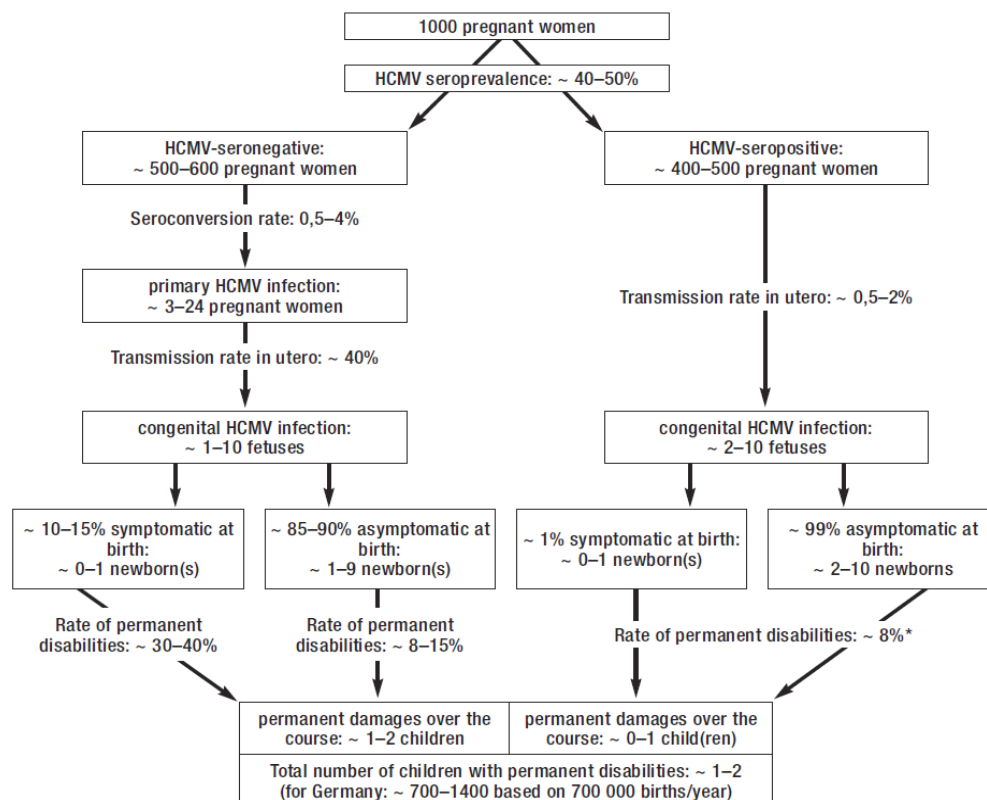 1000 pregnant women
HCMV seroprevalence: ~ 40–50%
HCMV-seronegative:
~ 500–600 pregnant women
HCMV-seropositive:
~ 400–500 pregnant women
Seroconversion rate: 0,5–4%
primary HCMV infection:
~ 3–24 pregnant women
Transmission rate in utero: ~ 0,5–2%
Transmission rate in utero: ~ 40%
congenital HCMV infection:
~ 1–10 fetuses
congenital HCMV infection:
~ 2–10 fetuses
~ 10–15% symptomatic at
birth:
~ 0–1 newborn(s)
~ 85–90% asymptomatic at
birth:
~ 1–9 newborn(s)
~ 1% symptomatic at birth:
~ 0–1 newborn(s)
~ 99% asymptomatic at
birth:
~ 2–10 newborns
Rate of permanent
disabilities: ~ 30–40%
Rate of permanent
disabilities: ~ 8–15%
Rate of permanent disabilities: ~ 8%*
permanent damages over the
course: ~ 1–2 children
permanent damages over the
course: ~ 0–1 child(ren)
Total number of children with permanent disabilities: ~ 1–2
(for Germany: ~ 700–1400 based on 700 000 births/year)